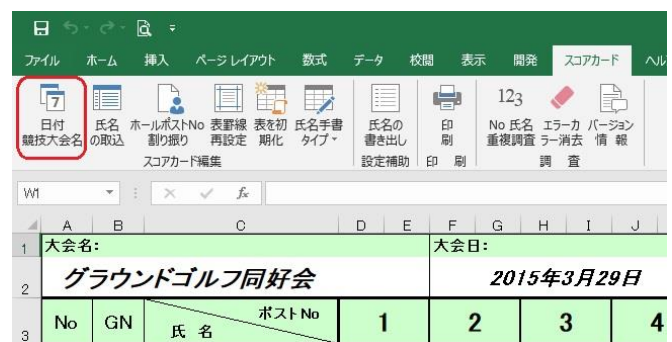 ファイル ホーム 挿入 ページ レイアウト 数式 データ 校閲 表示 開発 スコアカード ヘル
7 123
日付 氏名 ホールポストNo 表罫線 表を初 氏名手書 氏名の 印 No 氏名 エラーカ バージョン
競技大会名 の取込 割り振り 再設定 期化 タイプ 書き出し 刷 重複調査 ラー消去 情 報
スコアカード編集 設定補助 印 刷 調 査
W1 fx
A B C D E F G H I J
1 大会名: 大会日:
2 グラウンドゴルフ同好会 2015年3月29日
3 No GN 氏 名 ポストNo 1 2 3 4